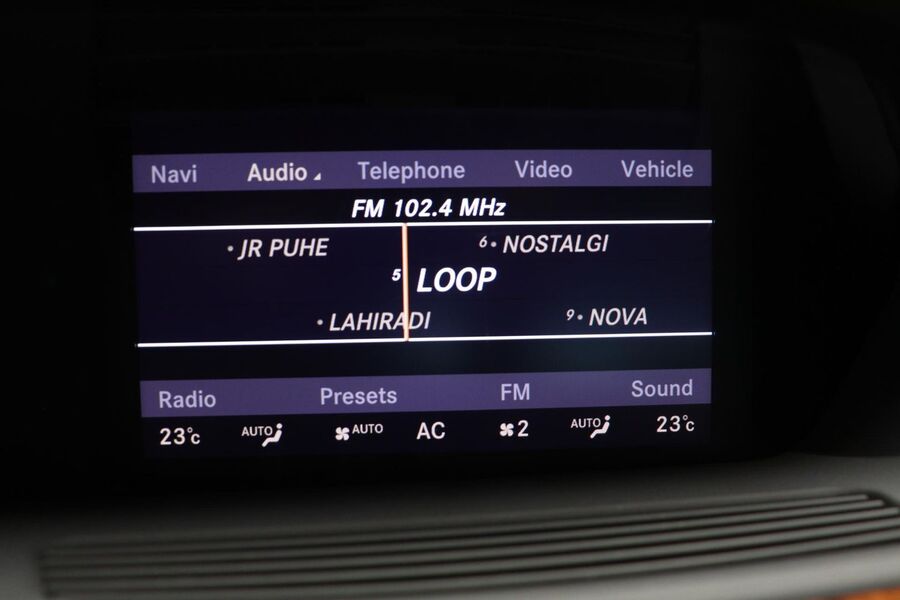 Navi Audio Telephone Video Vehicle
FM 102.4 MHz
• JR PUHE 6• NOSTALGI
5 LOOP
• LAHIRADI 9• NOVA
Radio Presets FM Sound
23°c AUTO AUTO AC 2 AUTO 23°c